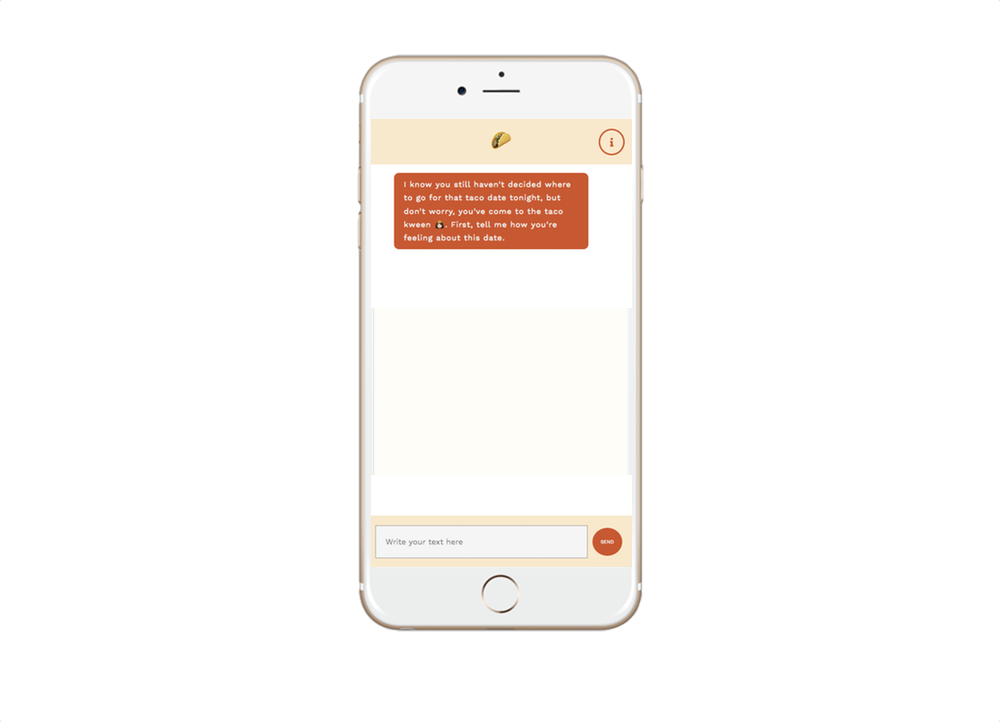 i
I know you still haven't decided where
to go for that taco date tonight, but
don't worry, you've come to the taco
kween 👸. First, tell me how you're
feeling about this date.
Write your text here
SEND